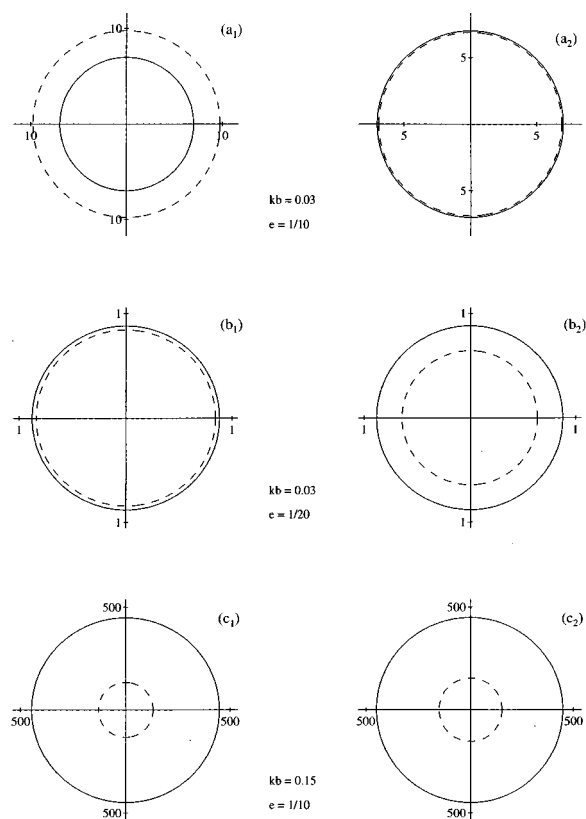 (a₁)
10
10
10
10
(a₂)
5
5
5
5
kb = 0.03
e = 1/10
(b₁)
1
1
1
1
(b₂)
1
1
1
1
kb = 0.03
e = 1/20
(c₁)
500
500
500
500
(c₂)
500
500
500
500
kb = 0.15
e = 1/10